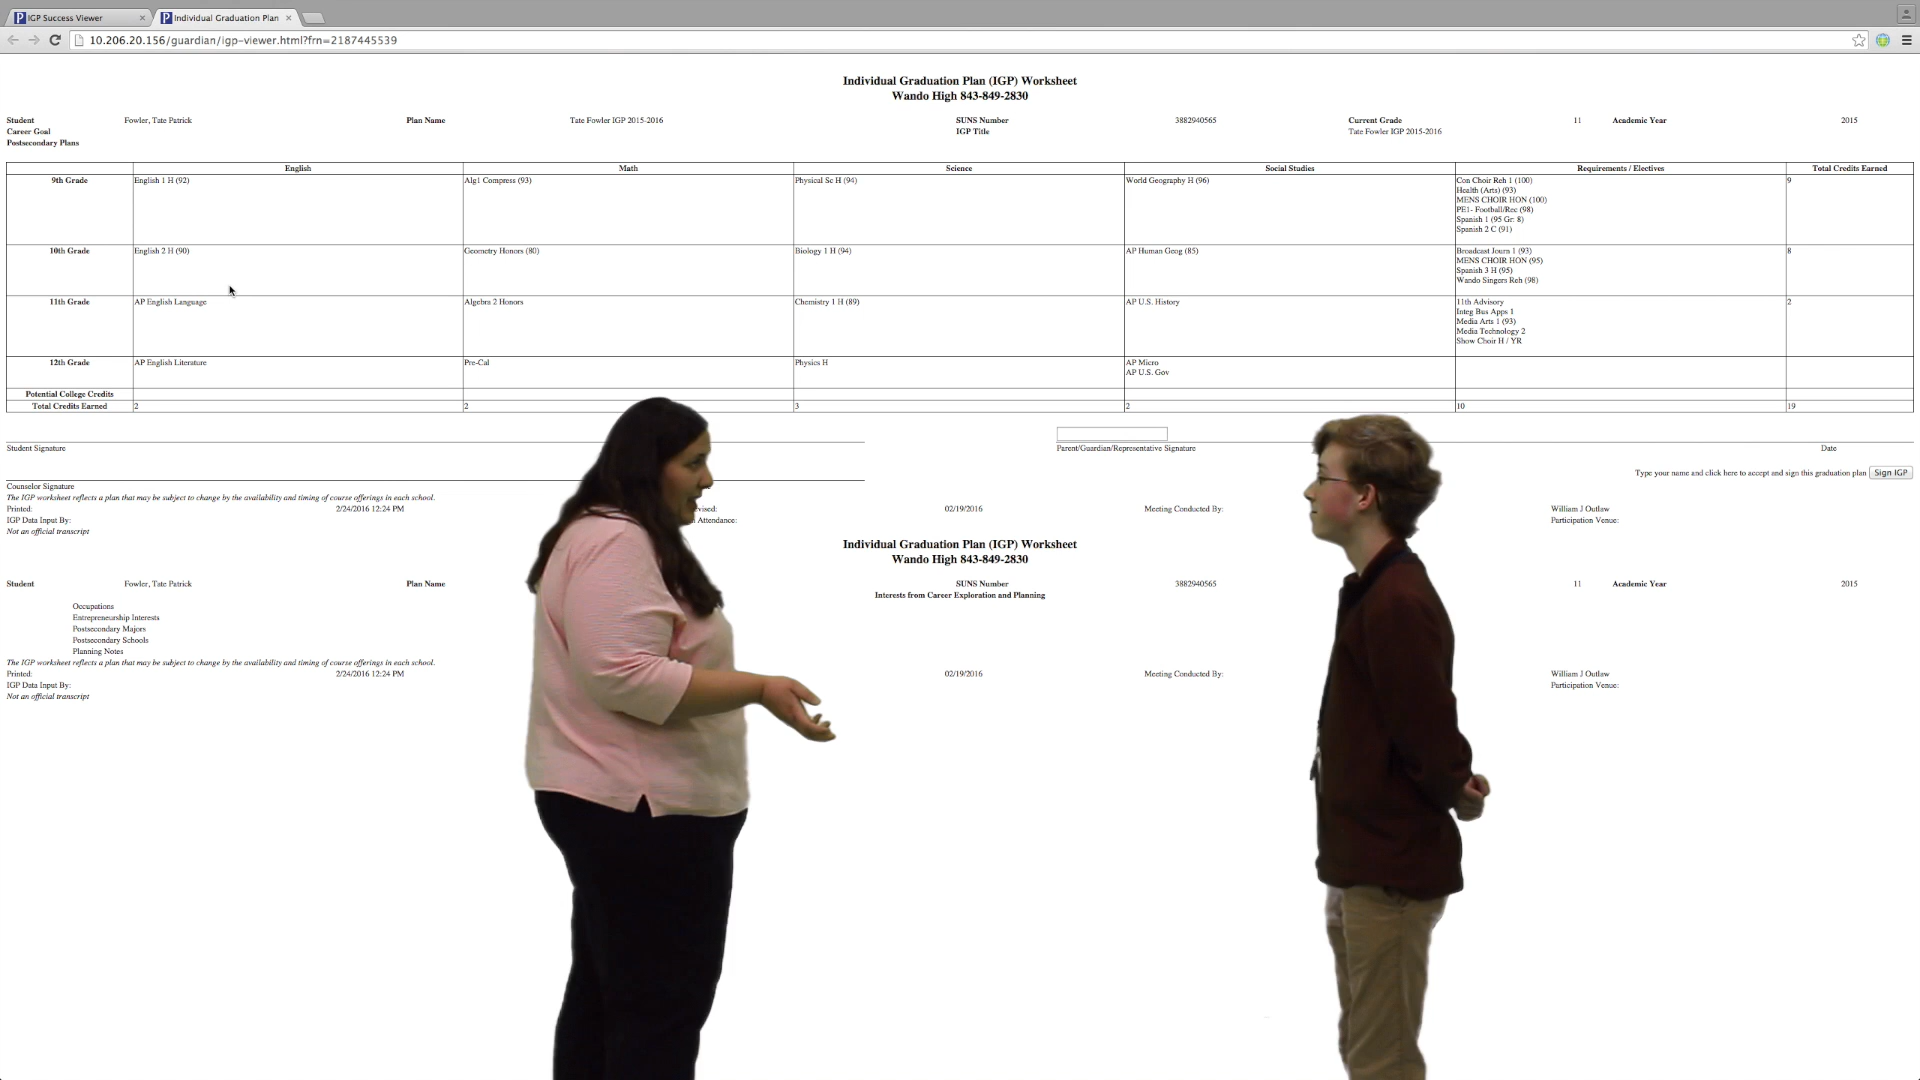 IGP Success Viewer
Individual Graduation Plan
10.206.20.156/guardian/igp-viewer.html?frn=2187445539
Individual Graduation Plan (IGP) Worksheet
Wando High 843-849-2830
Student Fowler, Tate Patrick Plan Name Tate Fowler IGP 2015-2016 SUNS Number 3882940565 Current Grade 11 Academic Year 2015
Career Goal IGP Title Tate Fowler IGP 2015-2016
Postsecondary Plans
English Math Science Social Studies Requirements / Electives Total Credits Earned
9th Grade English 1 H (92) Alg1 Compress (93) Physical Sc H (94) World Geography H (96) Con Choir Reh 1 (100) 9
Health (Arts) (93)
MENS CHOIR HON (100)
PE1- Football/Rec (98)
Spanish 1 (95 Gr: 8)
Spanish 2 C (91)
10th Grade English 2 H (90) Geometry Honors (80) Biology 1 H (94) AP Human Geog (85) Broadcast Journ 1 (93) 8
MENS CHOIR HON (95)
Spanish 3 H (95)
Wando Singers Reh (98)
11th Grade AP English Language Algebra 2 Honors Chemistry 1 H (89) AP U.S. History 11th Advisory 2
Integ Bus Apps 1
Media Arts 1 (93)
Media Technology 2
Show Choir H / YR
12th Grade AP English Literature Pre-Cal Physics H AP Micro
AP U.S. Gov
Potential College Credits
Total Credits Earned 2 2 3 2 10 19
Student Signature Parent/Guardian/Representative Signature Date
Type your name and click here to accept and sign this graduation plan Sign IGP
Counselor Signature
The IGP worksheet reflects a plan that may be subject to change by the availability and timing of course offerings in each school.
Printed: 2/24/2016 12:24 PM 02/19/2016 Meeting Conducted By: William J Outlaw
IGP Data Input By: Attendance: Participation Venue:
Not an official transcript
Individual Graduation Plan (IGP) Worksheet
Wando High 843-849-2830
Student Fowler, Tate Patrick Plan Name SUNS Number 3882940565 11 Academic Year 2015
Interests from Career Exploration and Planning
Occupations
Entrepreneurship Interests
Postsecondary Majors
Postsecondary Schools
Planning Notes
The IGP worksheet reflects a plan that may be subject to change by the availability and timing of course offerings in each school.
Printed: 2/24/2016 12:24 PM 02/19/2016 Meeting Conducted By: William J Outlaw
IGP Data Input By: Participation Venue:
Not an official transcript